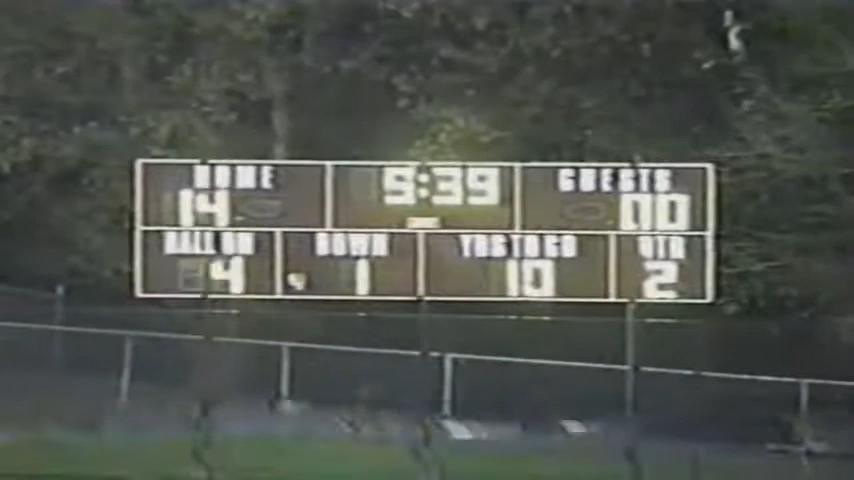 HOME 9:39 GUESTS
14 00
BALL ON DOWN YDS TO GO QTR
4 1 10 2